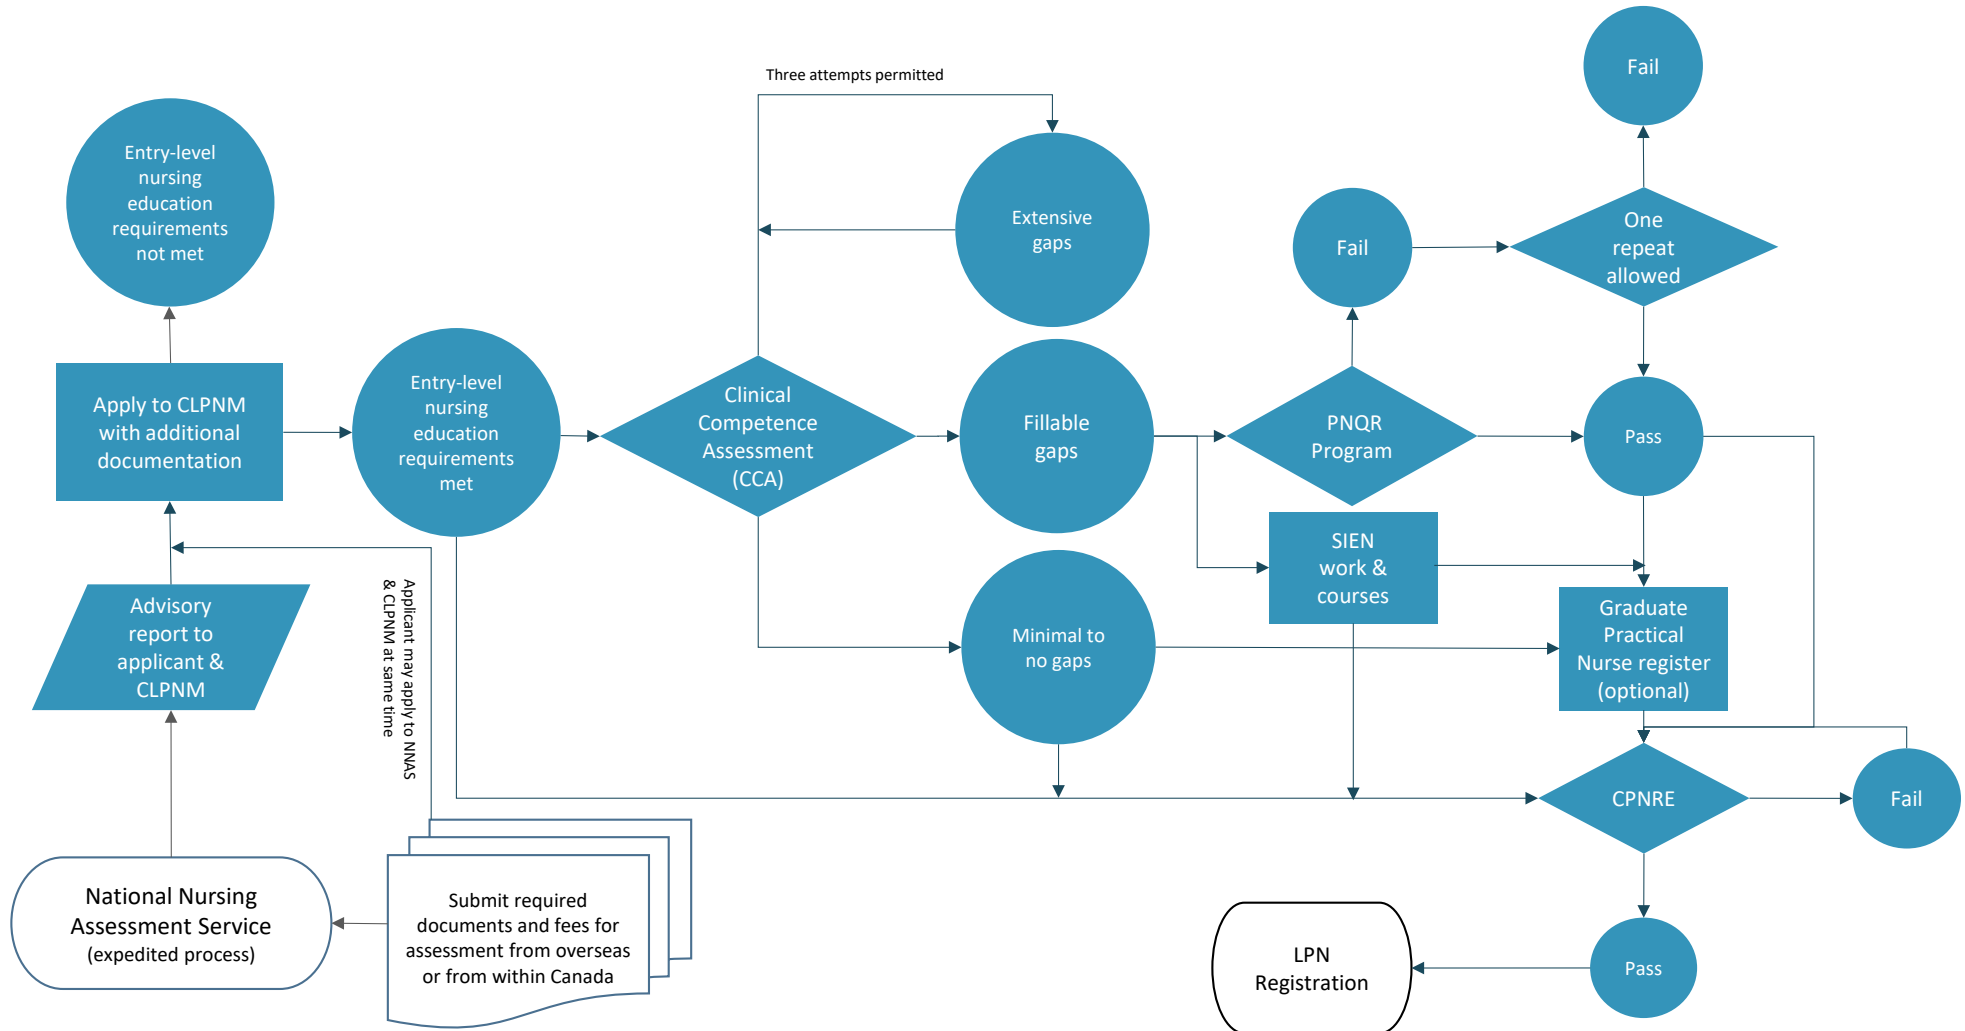 Three attempts permitted
Fail
Entry-level
nursing
education
requirements
not met
Extensive
gaps
Fail
One
repeat
allowed
Apply to CLPNM
with additional
documentation
Entry-level
nursing
education
requirements
met
Clinical
Competence
Assessment
(CCA)
Fillable
gaps
PNQR
Program
Pass
SIEN
work &
courses
Advisory
report to
applicant &
CLPNM
Applicant may apply to NNAS
& CLPNM at same time
Minimal to
no gaps
Graduate
Practical
Nurse register
(optional)
CPNRE
Fail
National Nursing
Assessment Service
(expedited process)
Submit required
documents and fees for
assessment from overseas
or from within Canada
LPN
Registration
Pass